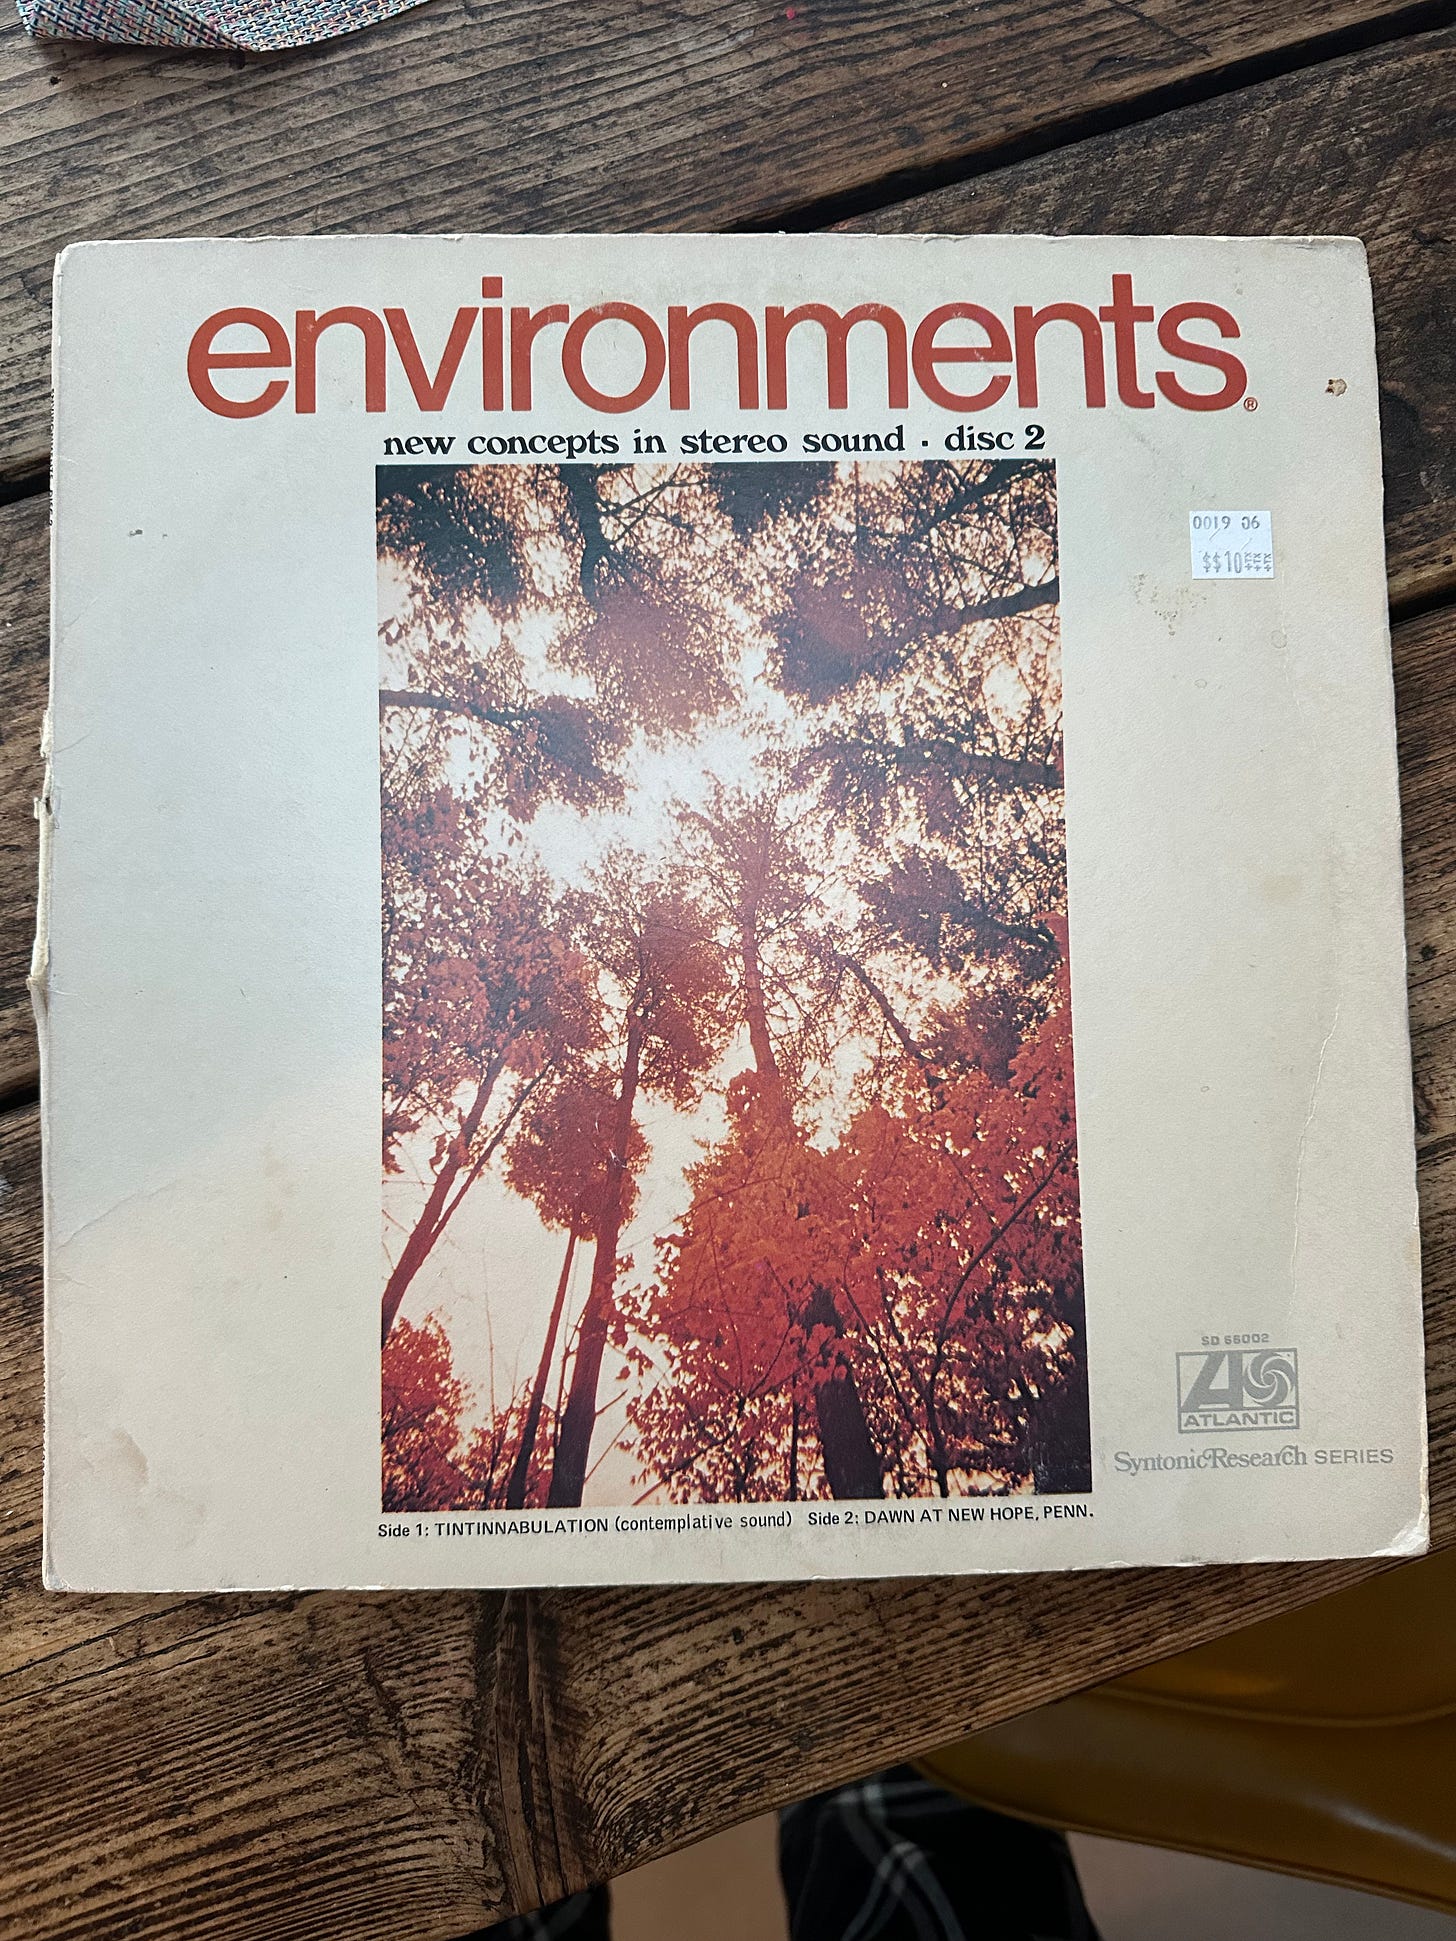 environments®
new concepts in stereo sound · disc 2
0019 06
$$10
SD 66002
ATLANTIC
Syntonic Research SERIES
Side 1: TINTINNABULATION (contemplative sound) Side 2: DAWN AT NEW HOPE, PENN.